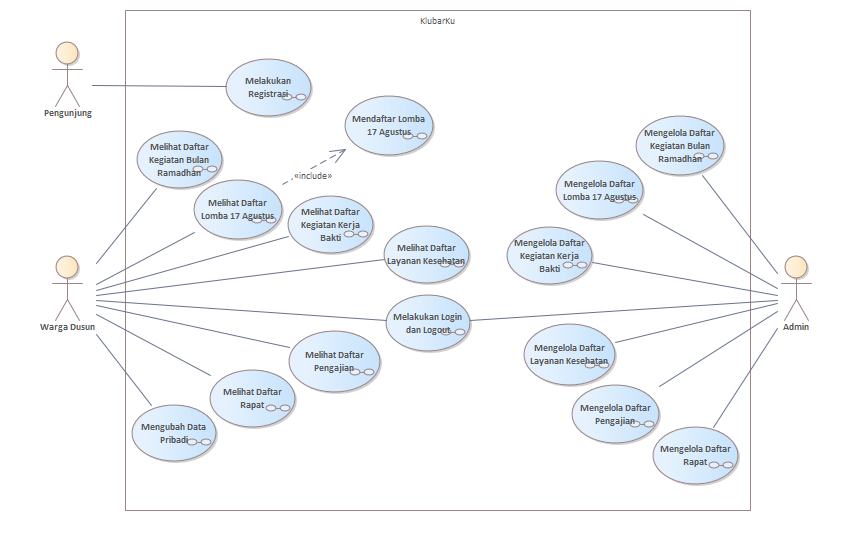 KlubarKu
Pengunjung
Melakukan
Registrasi
Mendaftar Lomba
17 Agustus
«include»
Melihat Daftar
Kegiatan Bulan
Ramadhan
Melihat Daftar
Lomba 17 Agustus
Melihat Daftar
Kegiatan Kerja
Bakti
Melihat Daftar
Layanan Kesehatan
Melakukan Login
dan Logout
Melihat Daftar
Pengajian
Melihat Daftar
Rapat
Mengubah Data
Pribadi
Warga Dusun
Mengelola Daftar
Kegiatan Bulan
Ramadhan
Mengelola Daftar
Lomba 17 Agustus
Mengelola Daftar
Kegiatan Kerja
Bakti
Mengelola Daftar
Layanan Kesehatan
Mengelola Daftar
Pengajian
Mengelola Daftar
Rapat
Admin